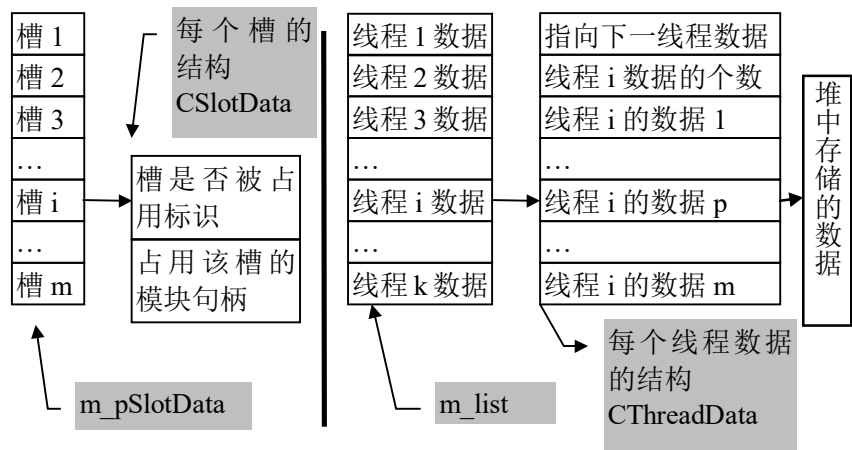 槽 1
槽 2
槽 3
…
槽 i
…
槽 m
每个槽的
结构
CSlotData
槽是否被占
用标识
占用该槽的
模块句柄
m_pSlotData
线程 1 数据
线程 2 数据
线程 3 数据
…
线程 i 数据
…
线程 k 数据
m_list
指向下一线程数据
线程 i 数据的个数
线程 i 的数据 1
…
线程 i 的数据 p
…
线程 i 的数据 m
每个线程数据
的结构
CThreadData
堆中存储的数据